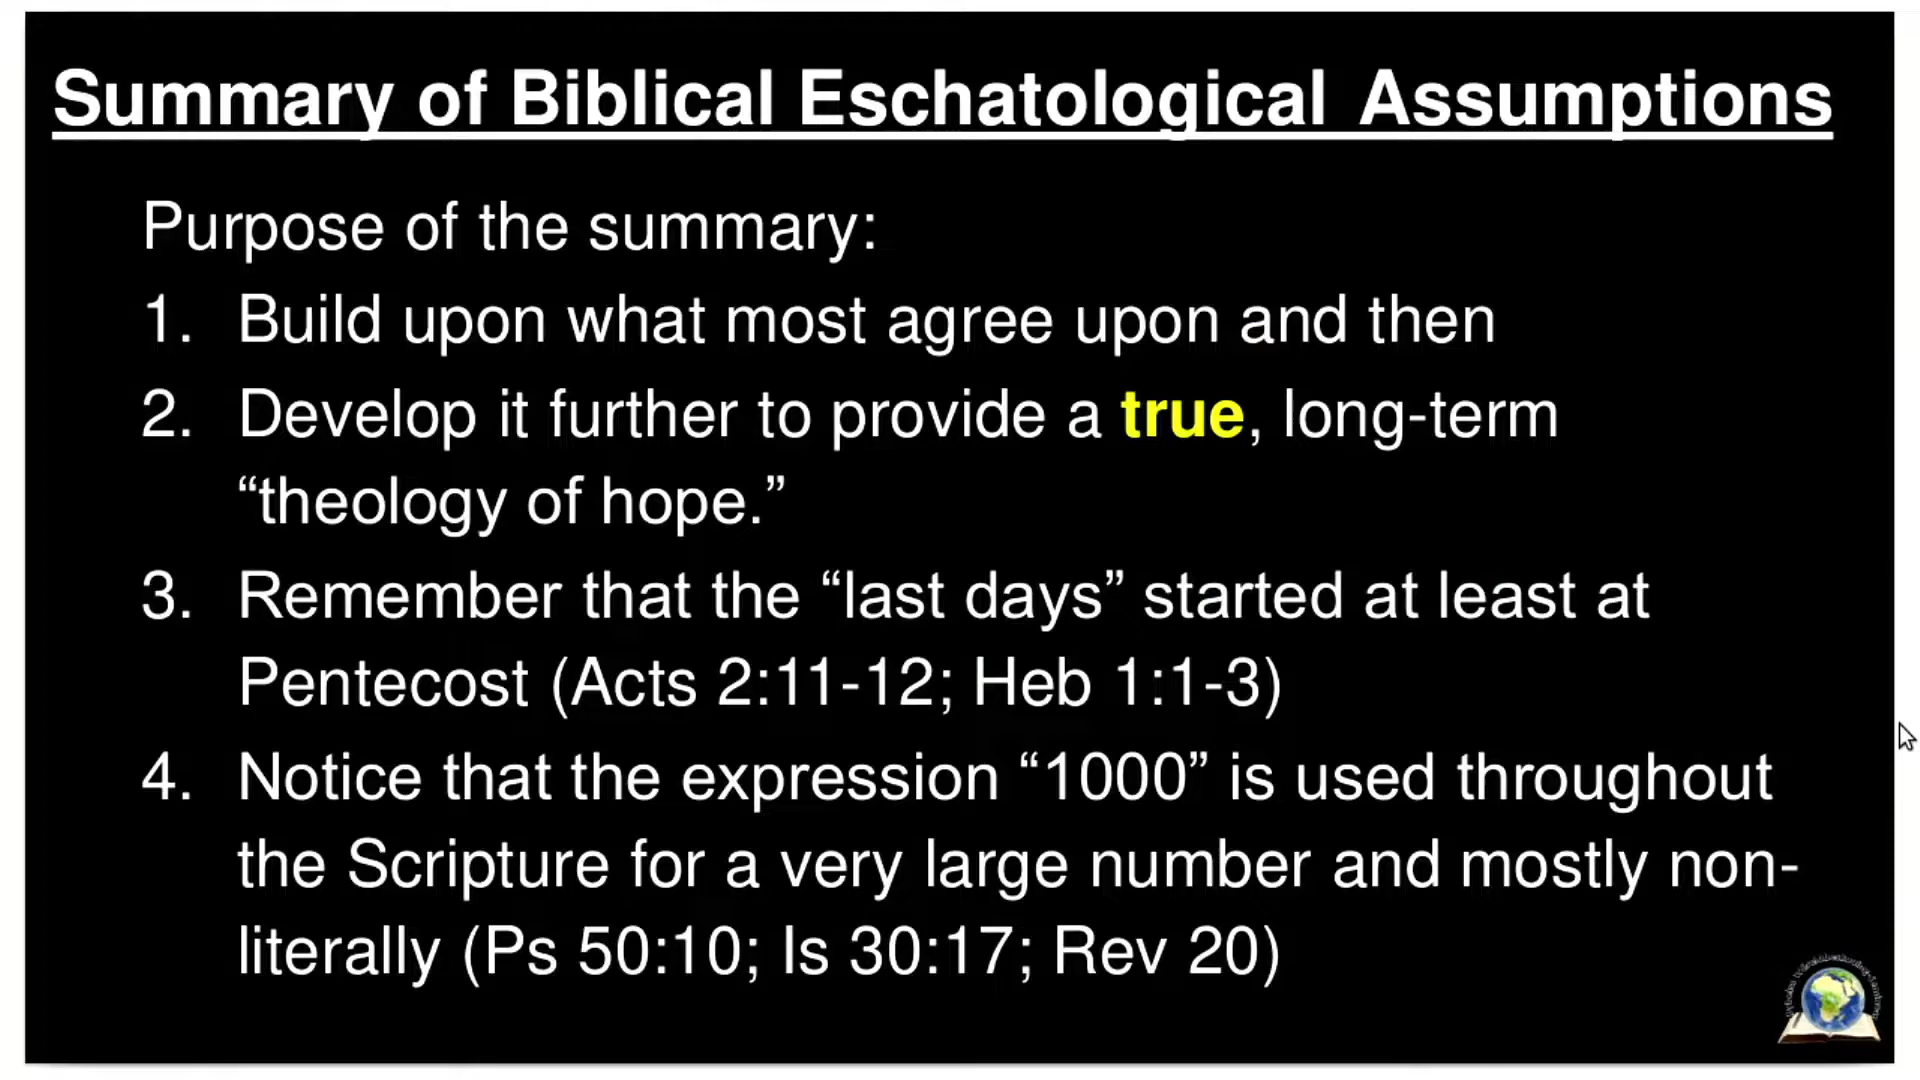 Summary of Biblical Eschatological Assumptions
Purpose of the summary:
1. Build upon what most agree upon and then
2. Develop it further to provide a true, long-term
“theology of hope.”
3. Remember that the “last days” started at least at
Pentecost (Acts 2:11-12; Heb 1:1-3)
4. Notice that the expression “1000” is used throughout
the Scripture for a very large number and mostly non-
literally (Ps 50:10; Is 30:17; Rev 20)